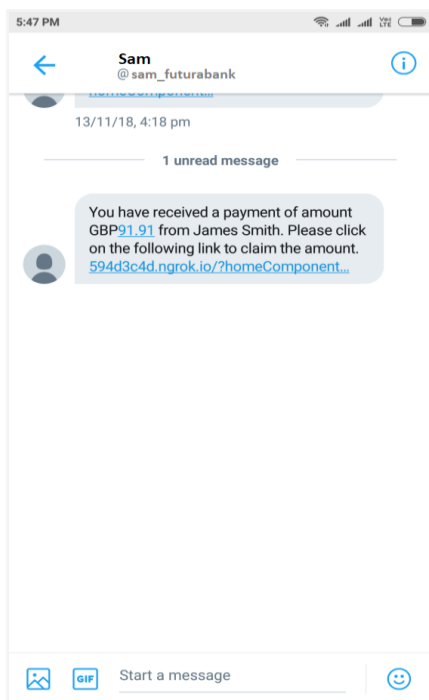 5:47 PM
VoU LTE
Sam
@sam_futurabank
13/11/18, 4:18 pm
1 unread message
You have received a payment of amount
GBP91.91 from James Smith. Please click
on the following link to claim the amount.
594d3c4d.ngrok.io/?homeComponent...
GIF
Start a message